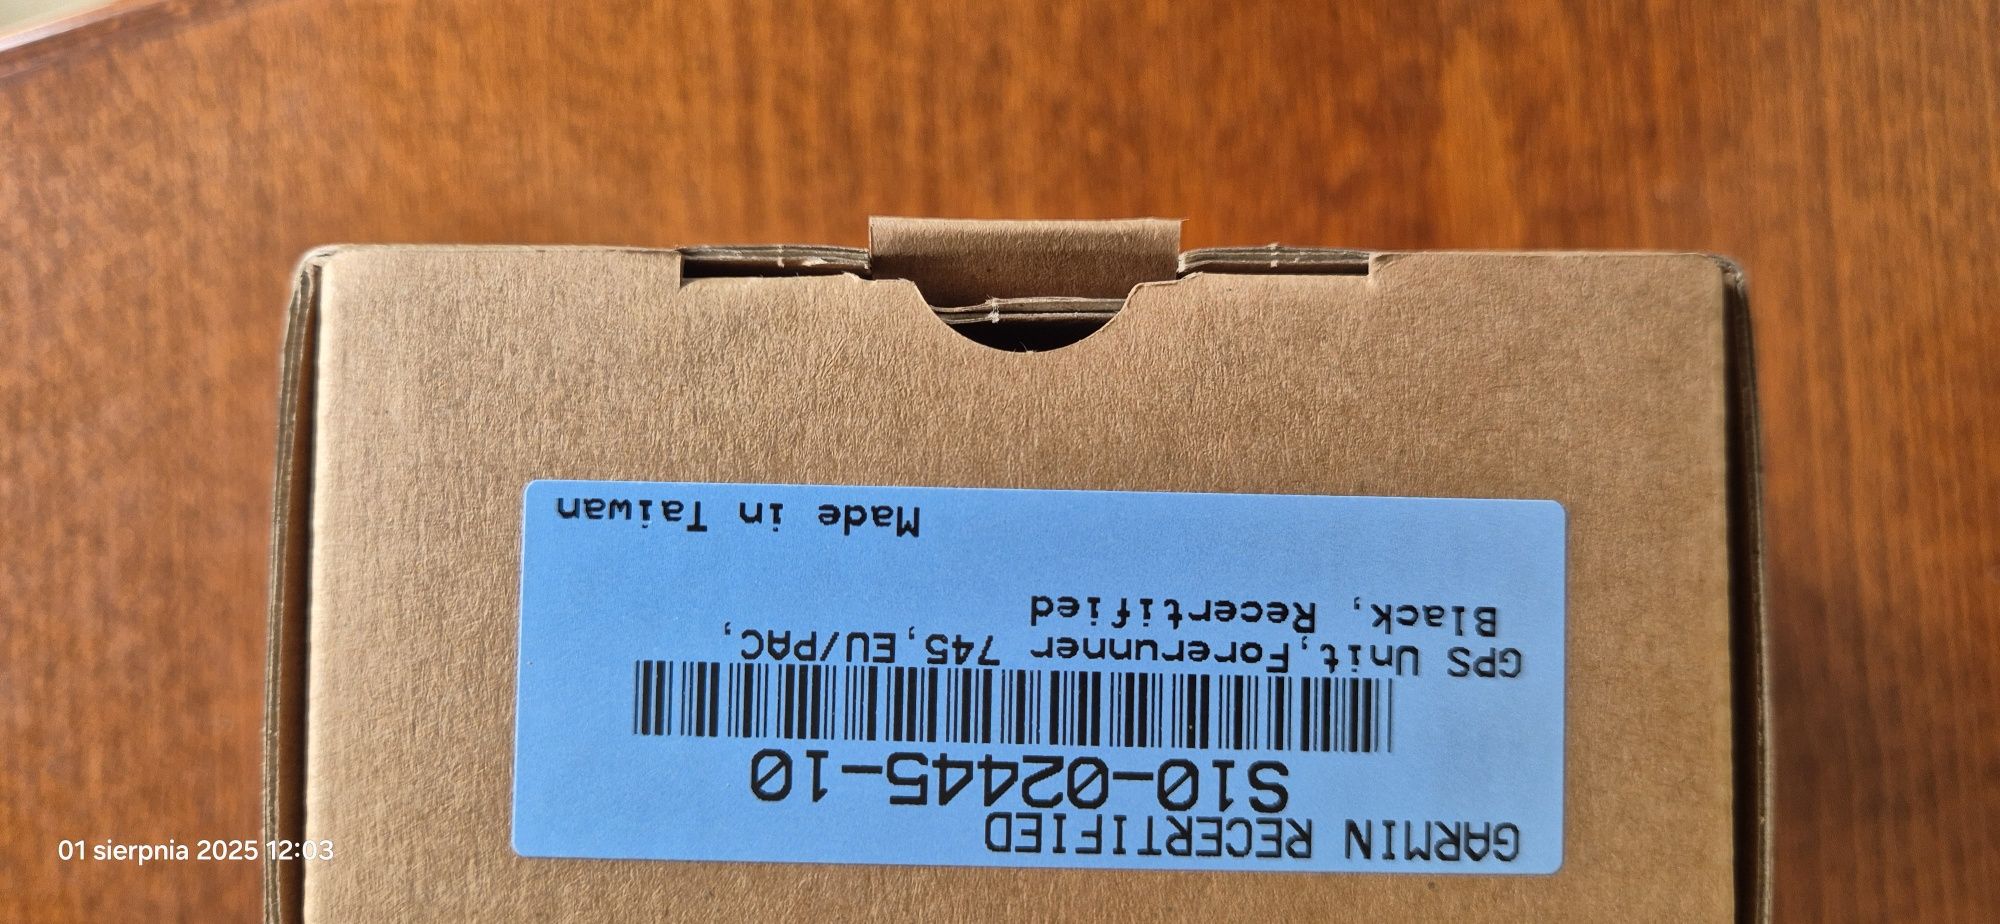 GARMIN RECERTIFIED
S10-02445-10
GPS Unit,Forerunner 745,EU/PAC,
Black, Recertified
Made in Taiwan
01 sierpnia 2025 12:03